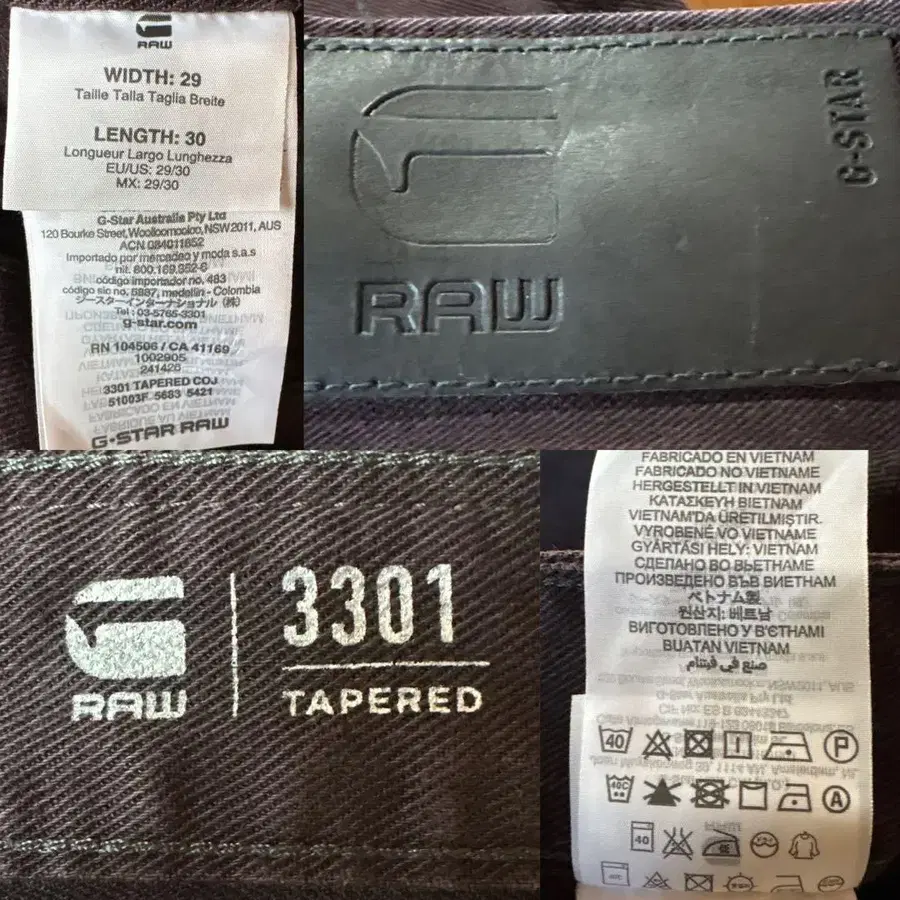 RAW
WIDTH: 29
Taille Talla Taglia Breite
LENGTH: 30
Longueur Largo Lunghezza
EU/US: 29/30
MX: 29/30
G-Star Australia Pty Ltd
120 Bourke Street, Woolloomooloo, NSW2011, AUS
ACN 084011852
importado por mercadeo y moda s.a.s
nit. 800.169.352-6
código importador no. 483
código sic no. 5887, medellin - Colombia
ジースターインターナショナル (株)
Tel : 03-5765-3301
g-star.com
RN 104506 / CA 41169
1002905
241426
3301 TAPERED COJ
51003F 5683 5421
G-STAR RAW
RAW
G-STAR
RAW
3301
TAPERED
FABRICADO EN VIETNAM
FABRICADO NO VIETNAME
HERGESTELLT IN VIETNAM
ΚΑΤΑΣΚΕΥΗ ΒΙΕΤΝΑΜ
VIETNAM'DA ÜRETILMIŞTIR.
VYROBENÉ VO VIETNAME
GYÁRTÁSI HELY: VIETNAM
СДЕЛАНО ВО ВЬЕТНАМЕ
ПРОИЗВЕДЕНО ВЪВ ВИЕТНАМ
ベトナム製
원산지: 베트남
ВИГОТОВЛЕНО У В'ЄТНАМІ
BUATAN VIETNAM
صنع في فيتنام
40
P
40C
A
40